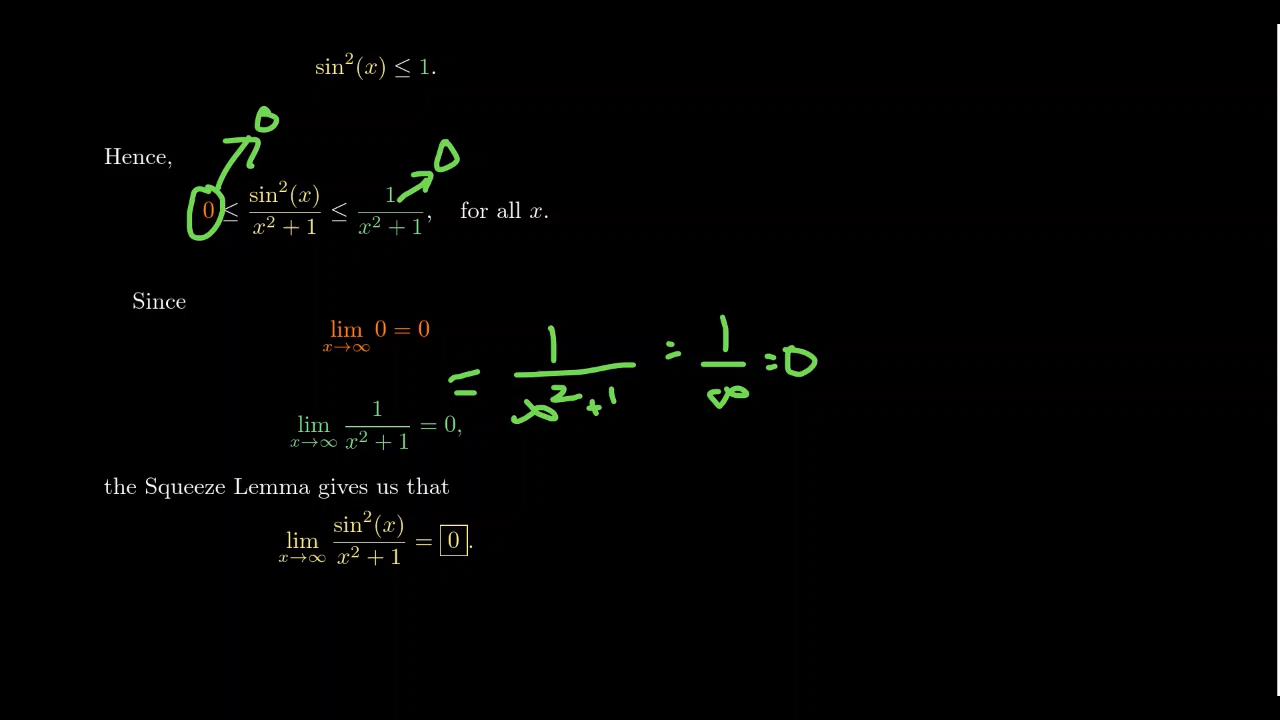 sin²(x) ≤ 1.
0
Hence,
0
0 ≤ sin²(x)/(x² + 1) ≤ 1/(x² + 1), for all x.
Since
lim_{x→∞} 0 = 0
= 1/(∞² + 1) = 1/∞ = 0
lim_{x→∞} 1/(x² + 1) = 0,
the Squeeze Lemma gives us that
lim_{x→∞} sin²(x)/(x² + 1) = 0.